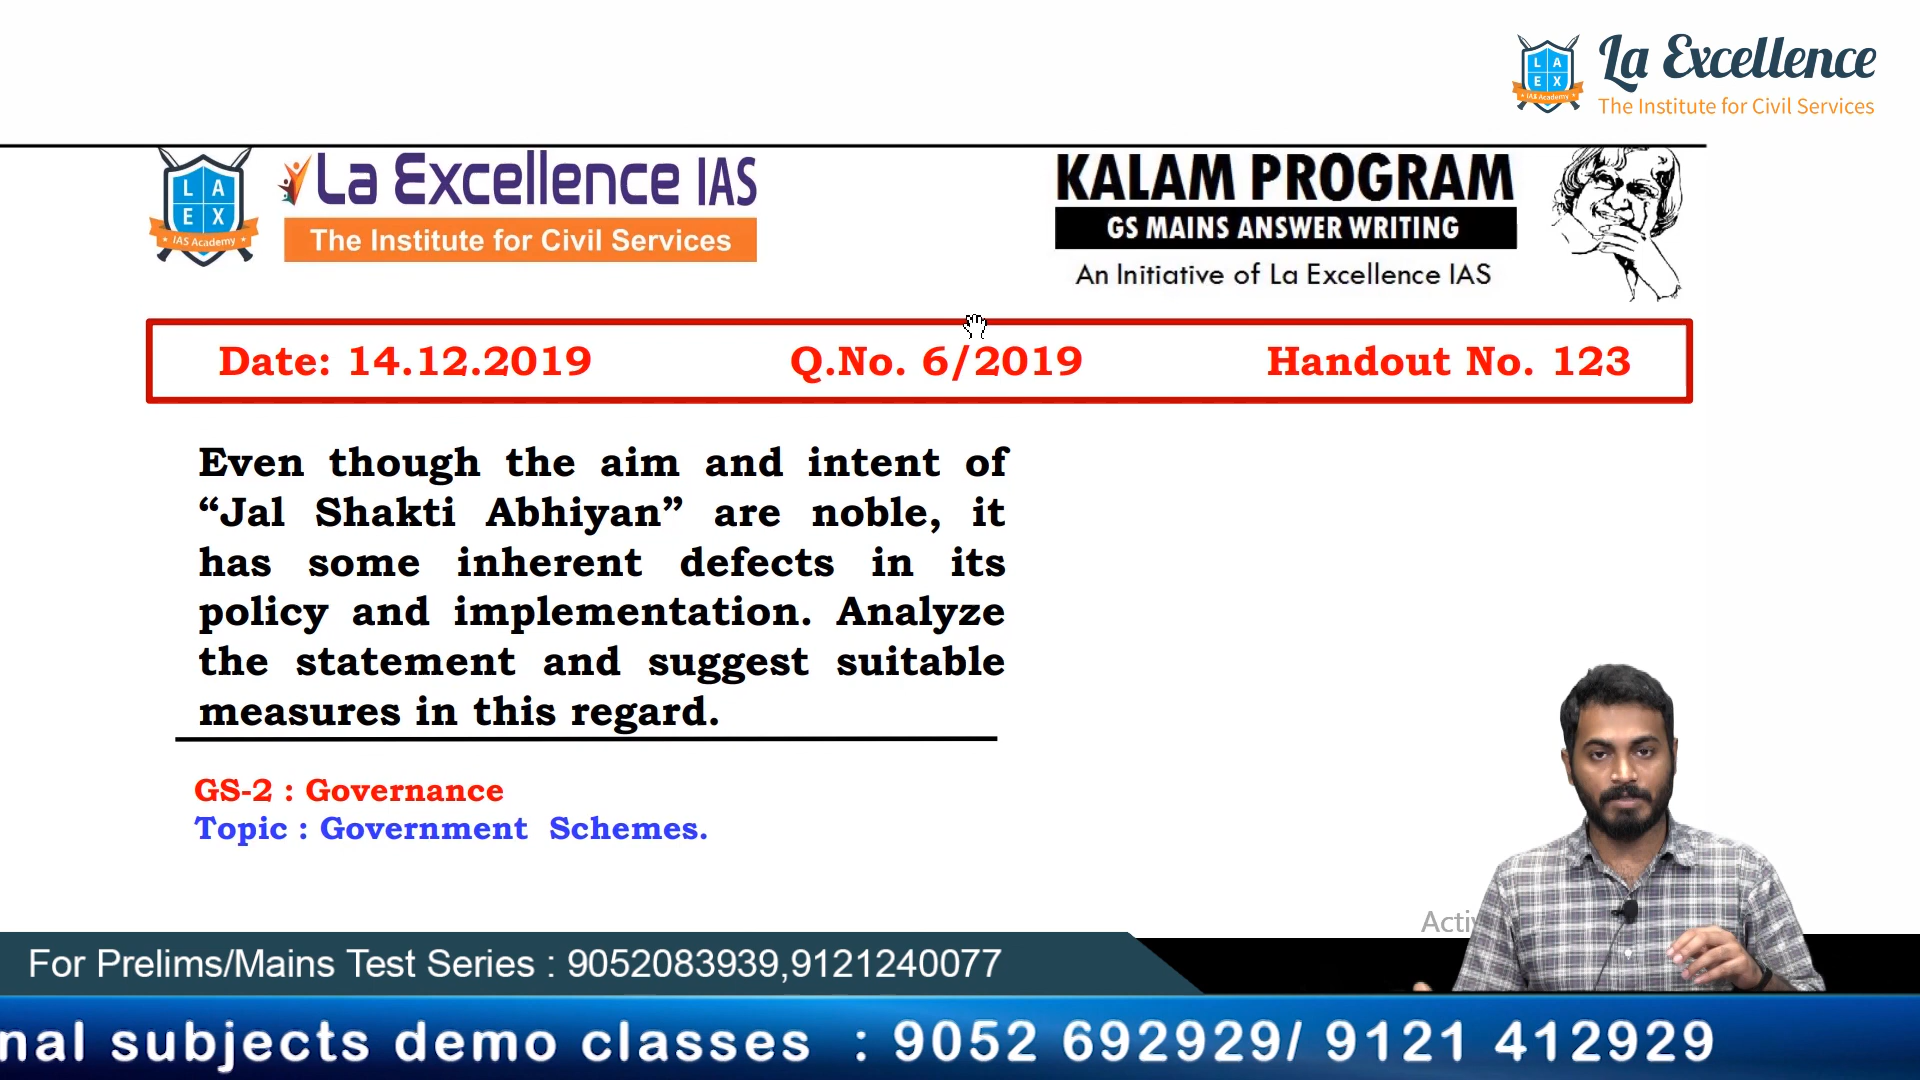 La Excellence
The Institute for Civil Services
L A
E X
IAS Academy
La Excellence IAS
The Institute for Civil Services
L A
E X
IAS Academy
KALAM PROGRAM
GS MAINS ANSWER WRITING
An Initiative of La Excellence IAS
Date: 14.12.2019 Q.No. 6/2019 Handout No. 123
Even though the aim and intent of
“Jal Shakti Abhiyan” are noble, it
has some inherent defects in its
policy and implementation. Analyze
the statement and suggest suitable
measures in this regard.
GS-2 : Governance
Topic : Government Schemes.
Acti
For Prelims/Mains Test Series : 9052083939,9121240077
nal subjects demo classes : 9052 692929/ 9121 412929